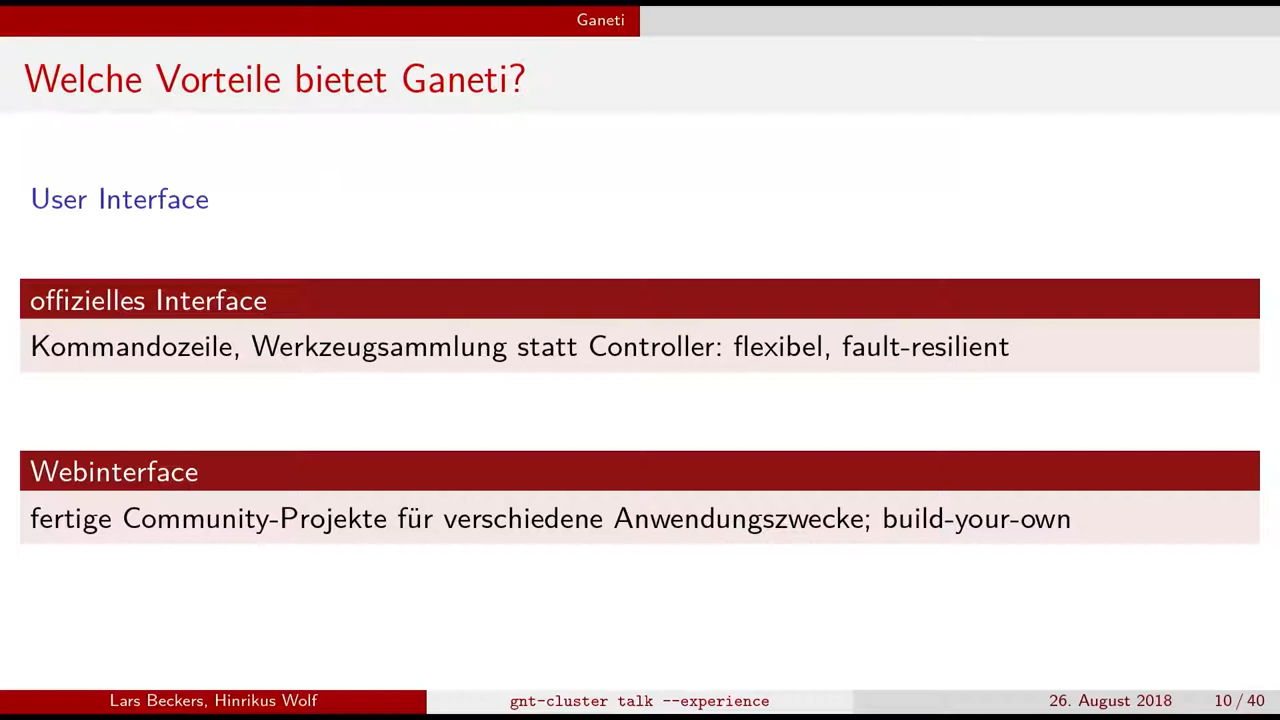 Ganeti
Welche Vorteile bietet Ganeti?
User Interface
offizielles Interface
Kommandozeile, Werkzeugsammlung statt Controller: flexibel, fault-resilient
Webinterface
fertige Community-Projekte für verschiedene Anwendungszwecke; build-your-own
Lars Beckers, Hinrikus Wolf gnt-cluster talk --experience 26. August 2018 10 / 40